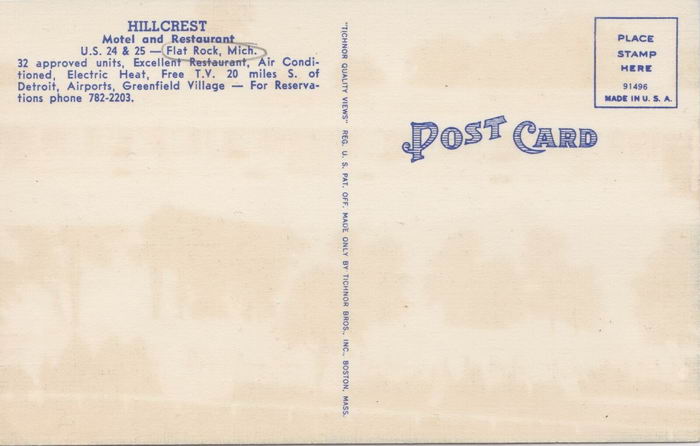 HILLCREST
Motel and Restaurant
U.S. 24 & 25 — Flat Rock, Mich.
32 approved units, Excellent Restaurant, Air Condi-
tioned, Electric Heat, Free T.V. 20 miles S. of
Detroit, Airports, Greenfield Village — For Reserva-
tions phone 782-2203.
"TICHNOR QUALITY VIEWS" REG. U. S. PAT. OFF. MADE ONLY BY TICHNOR BROS., INC., BOSTON, MASS.
POST CARD
PLACE
STAMP
HERE
91496
MADE IN U. S. A.